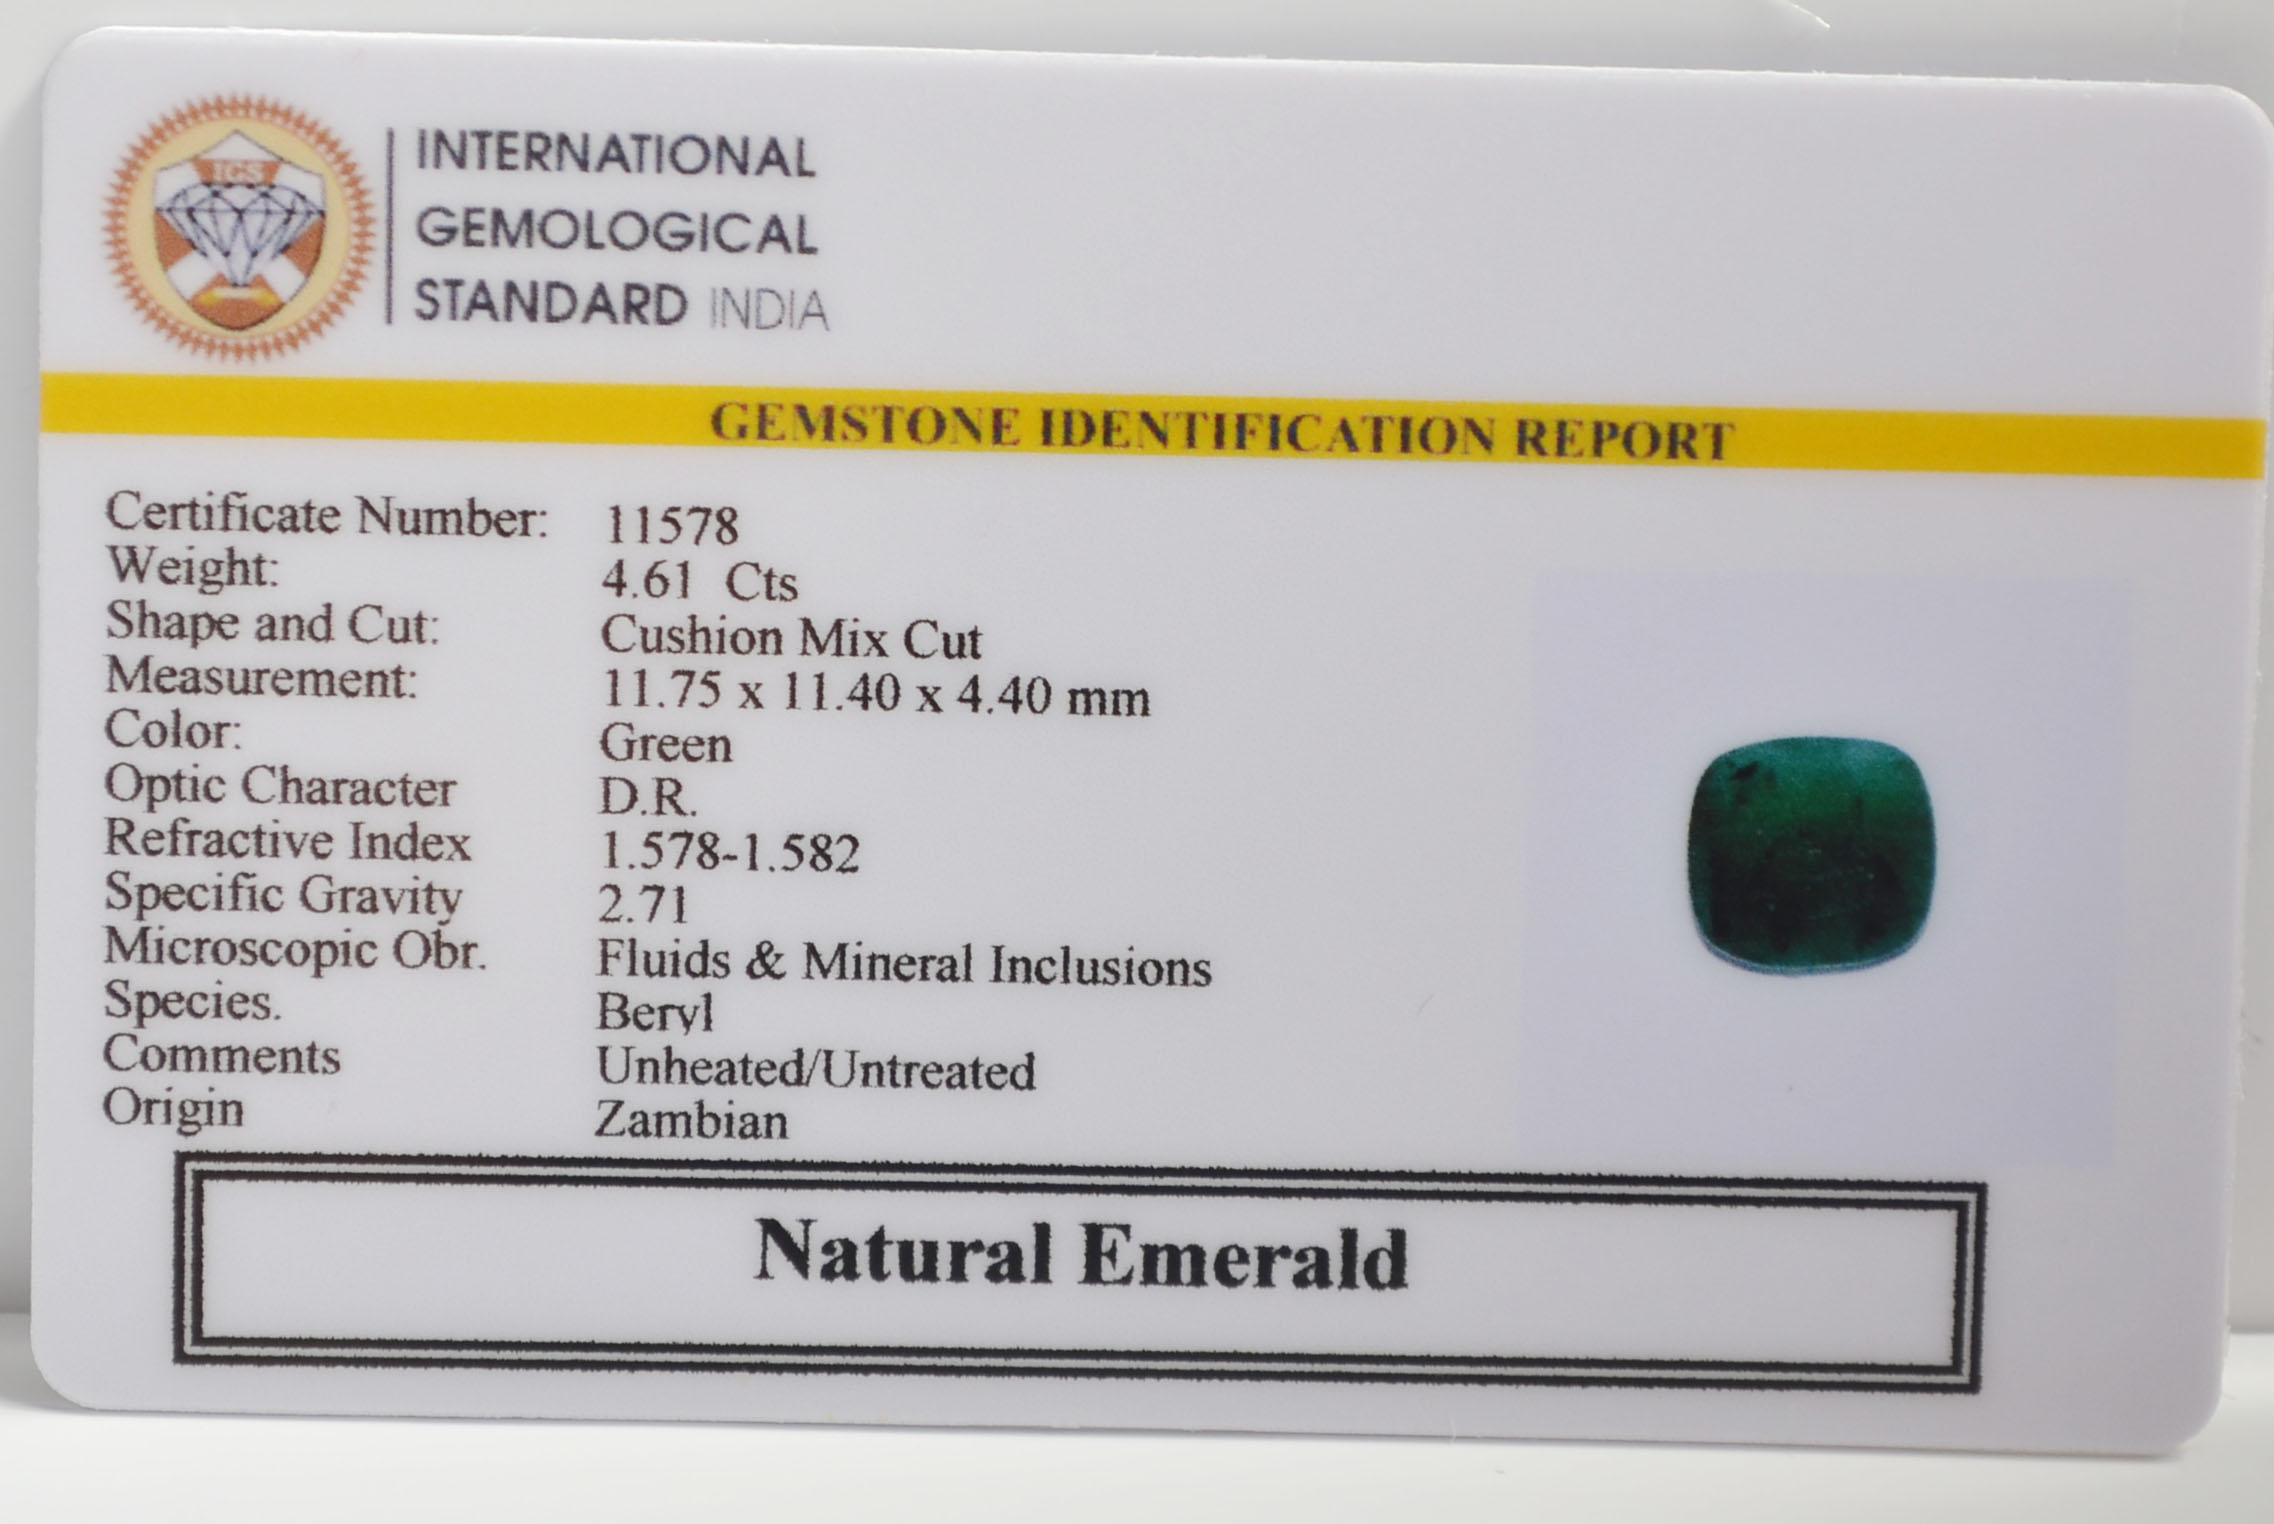 IGS
INTERNATIONAL
GEMOLOGICAL
STANDARD INDIA
GEMSTONE IDENTIFICATION REPORT
Certificate Number: 11578
Weight: 4.61 Cts
Shape and Cut: Cushion Mix Cut
Measurement: 11.75 x 11.40 x 4.40 mm
Color: Green
Optic Character D.R.
Refractive Index 1.578-1.582
Specific Gravity 2.71
Microscopic Obr. Fluids & Mineral Inclusions
Species. Beryl
Comments Unheated/Untreated
Origin Zambian
Natural Emerald